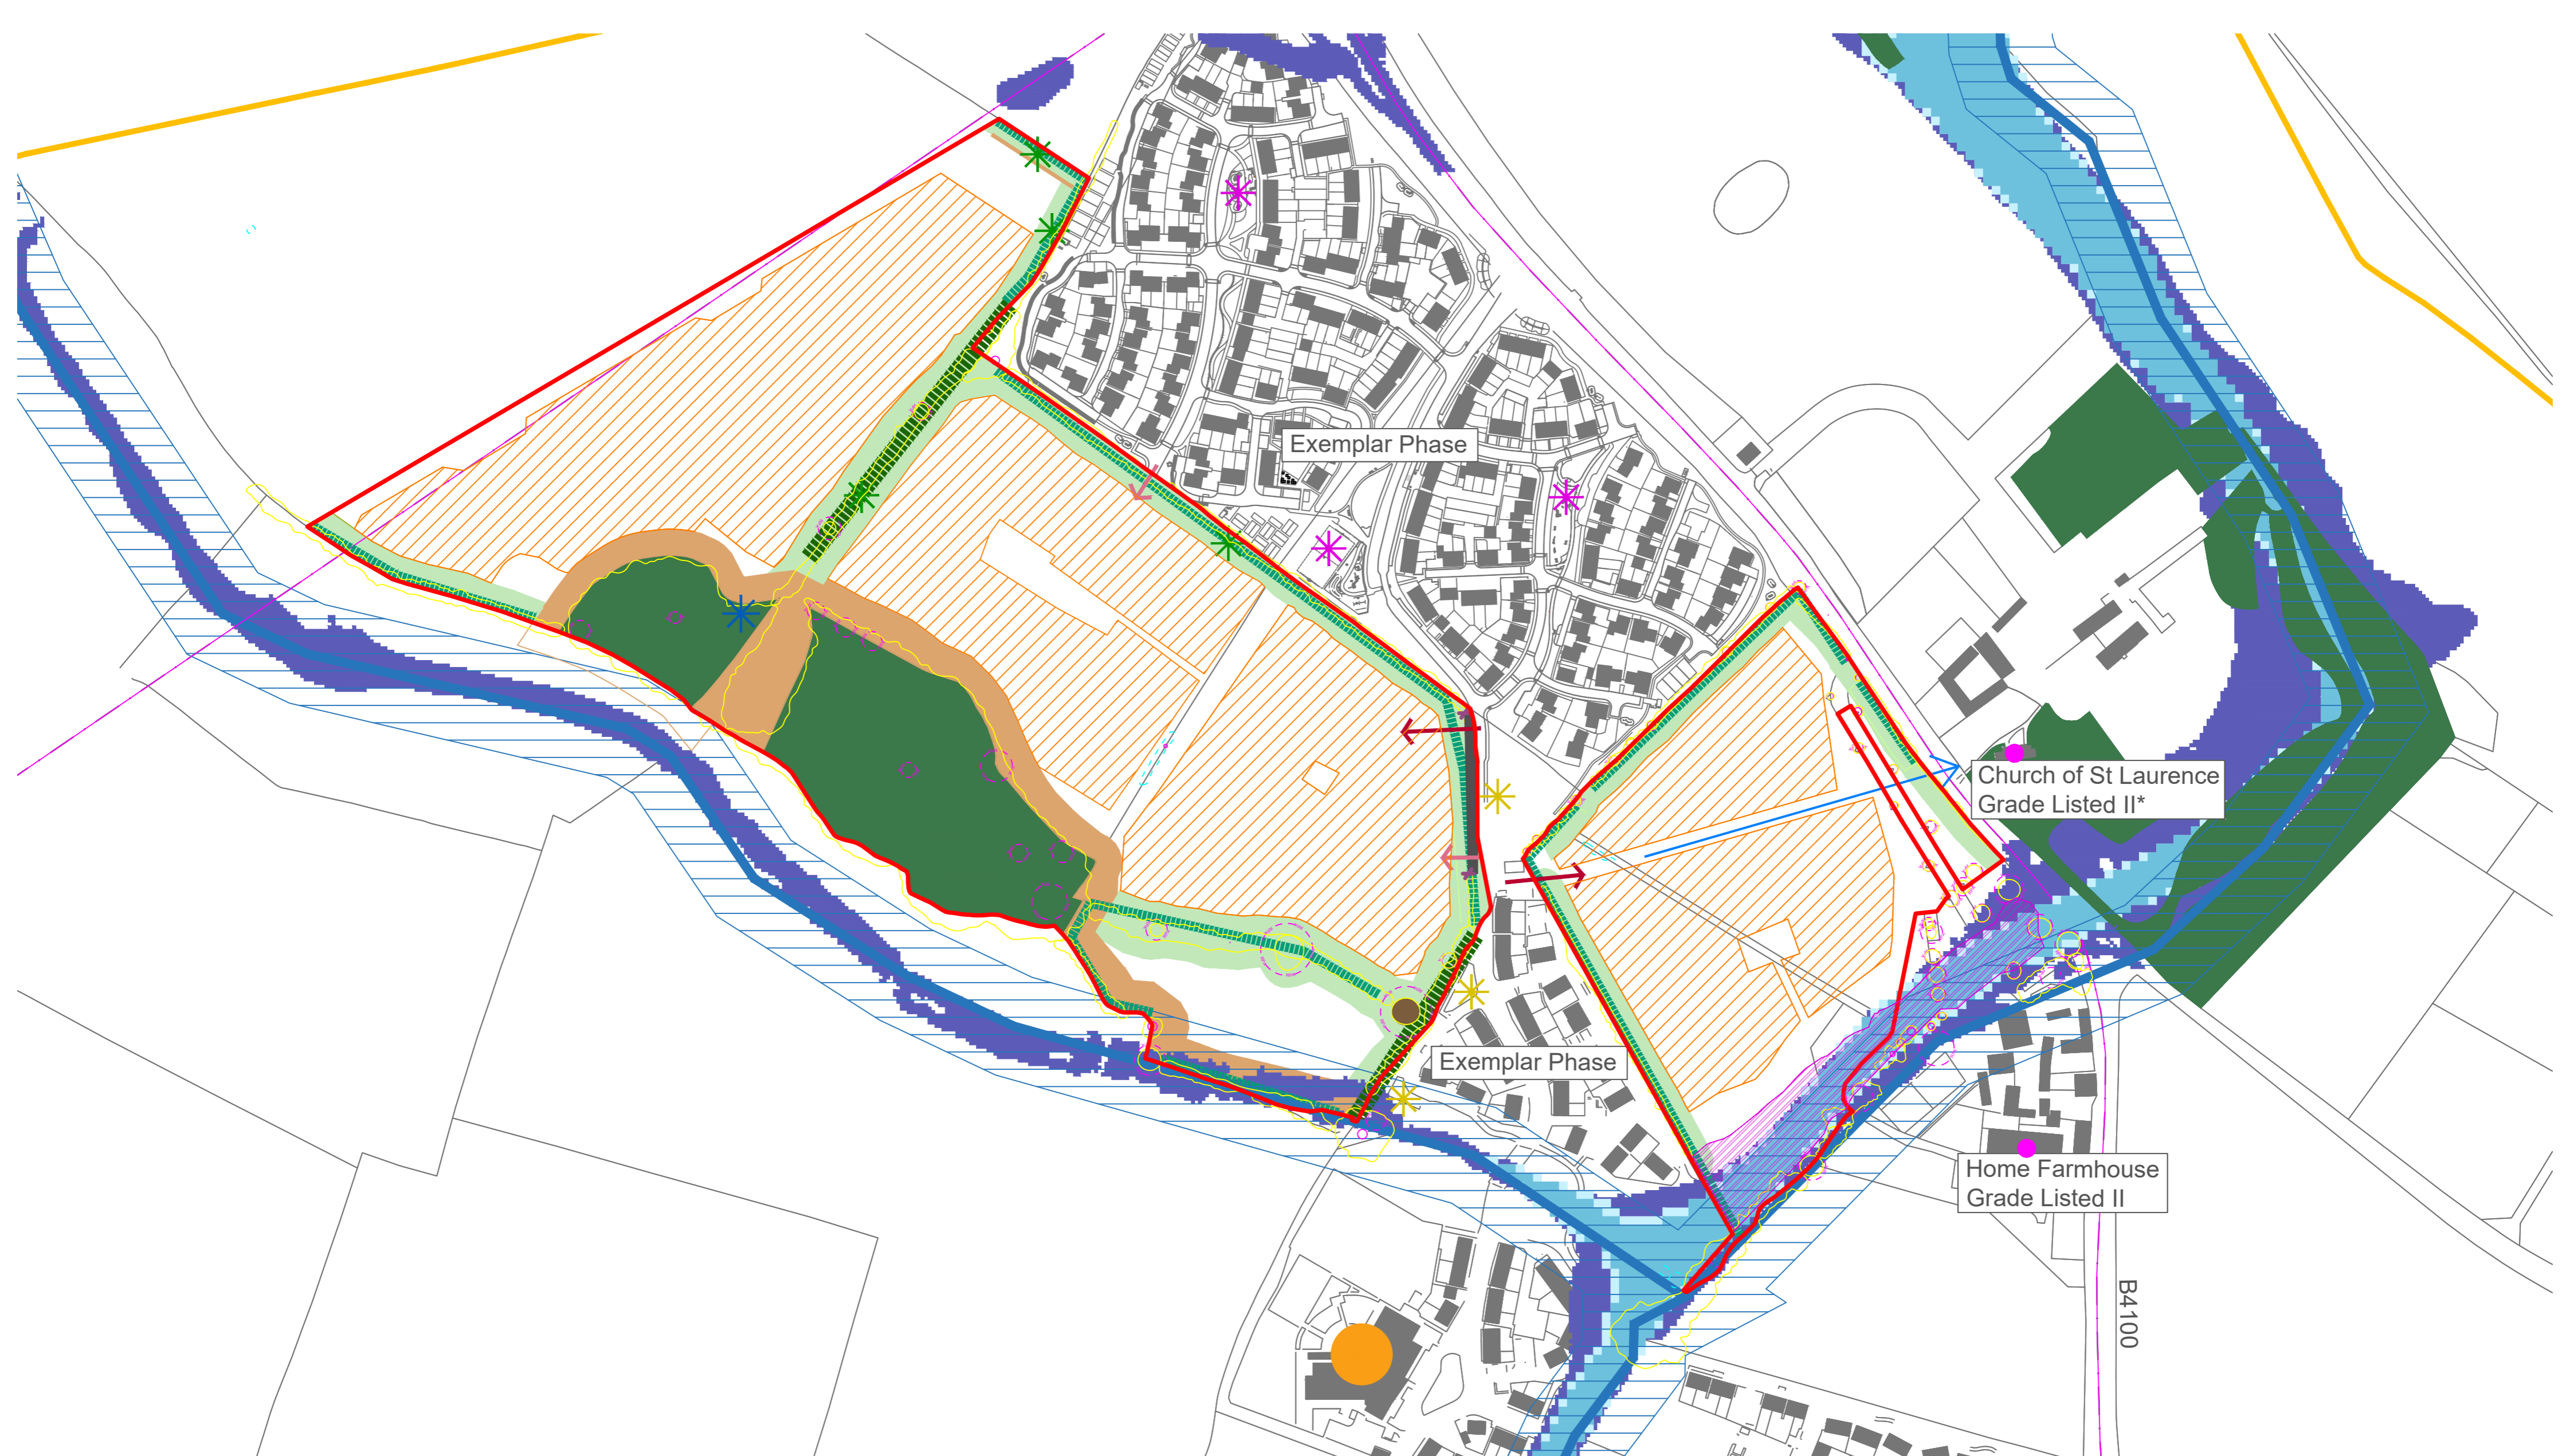 Exemplar Phase
Church of St Laurence
Grade Listed II*
Exemplar Phase
Home Farmhouse
Grade Listed II
B4100